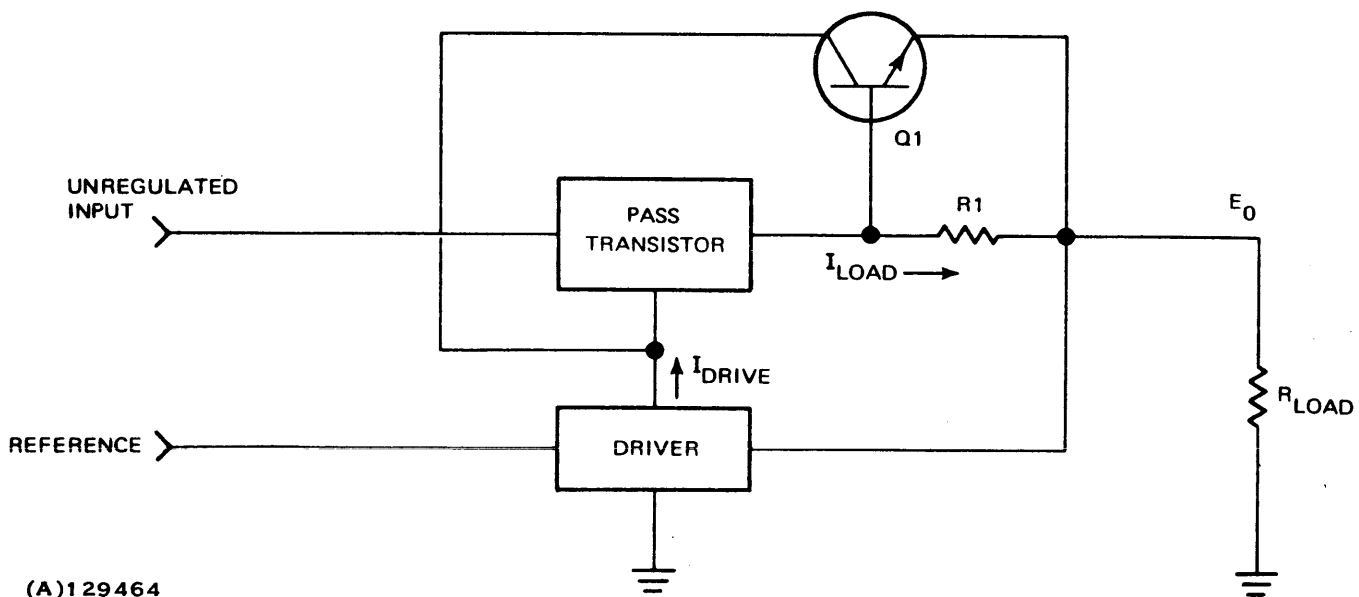 Q1
UNREGULATED
INPUT
PASS
TRANSISTOR
R1
E0
ILOAD
IDRIVE
RLOAD
REFERENCE
DRIVER
(A)129464